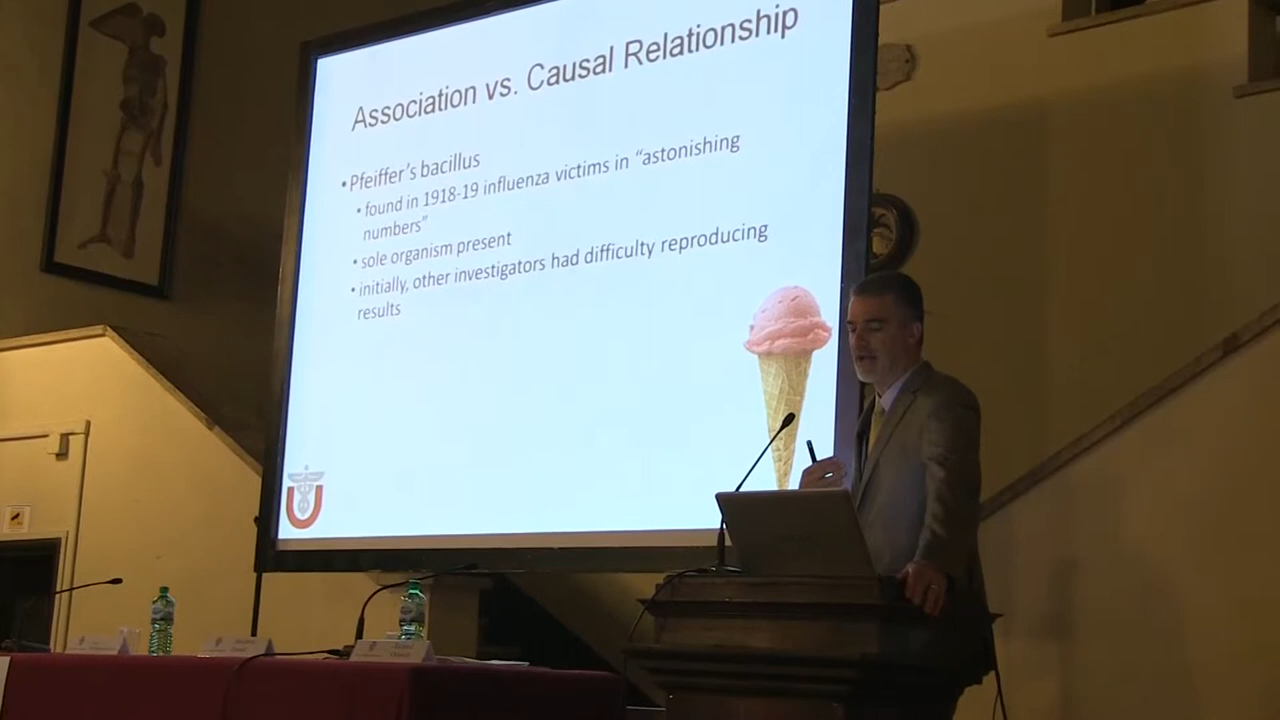 Association vs. Causal Relationship
• Pfeiffer's bacillus
• found in 1918-19 influenza victims in "astonishing
numbers"
• sole organism present
• initially, other investigators had difficulty reproducing
results